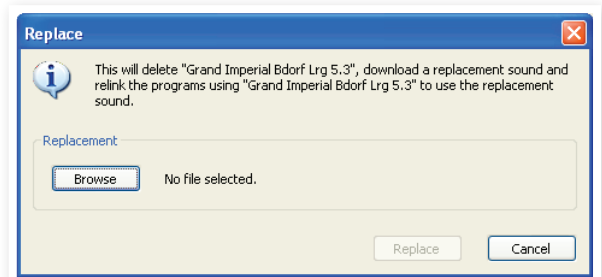 Replace
This will delete "Grand Imperial Bdorf Lrg 5.3", download a replacement sound and
relink the programs using "Grand Imperial Bdorf Lrg 5.3" to use the replacement
sound.
Replacement
Browse No file selected.
Replace Cancel